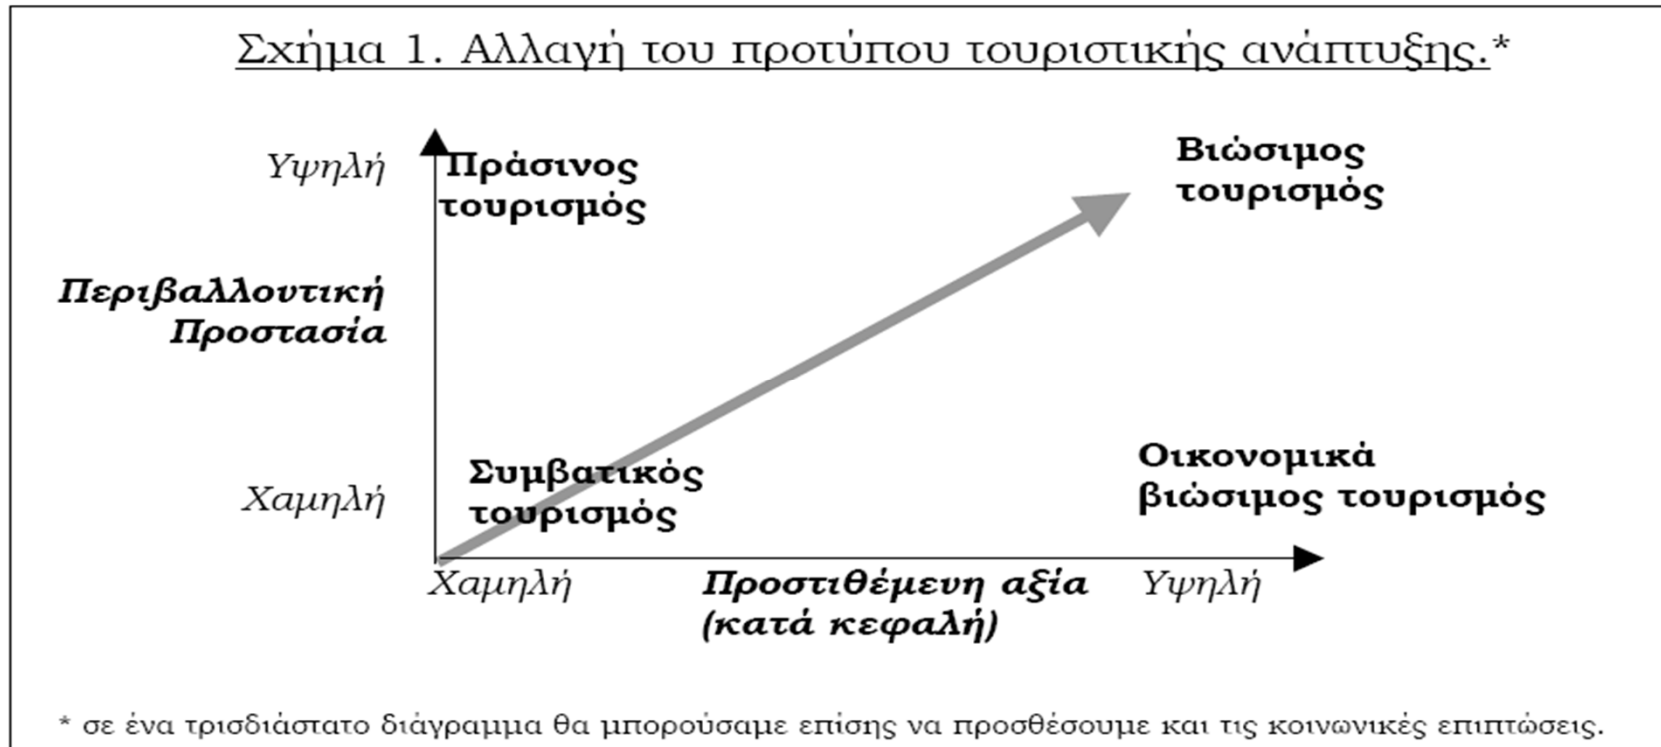 Σχήμα 1. Αλλαγή του προτύπου τουριστικής ανάπτυξης.*
Υψηλή
Πράσινος
τουρισμός
Βιώσιμος
τουρισμός
Περιβαλλοντική
Προστασία
Χαμηλή
Συμβατικός
τουρισμός
Οικονομικά
βιώσιμος τουρισμός
Χαμηλή
Προστιθέμενη αξία
(κατά κεφαλή)
Υψηλή
* σε ένα τρισδιάστατο διάγραμμα θα μπορούσαμε επίσης να προσθέσουμε και τις κοινωνικές επιπτώσεις.